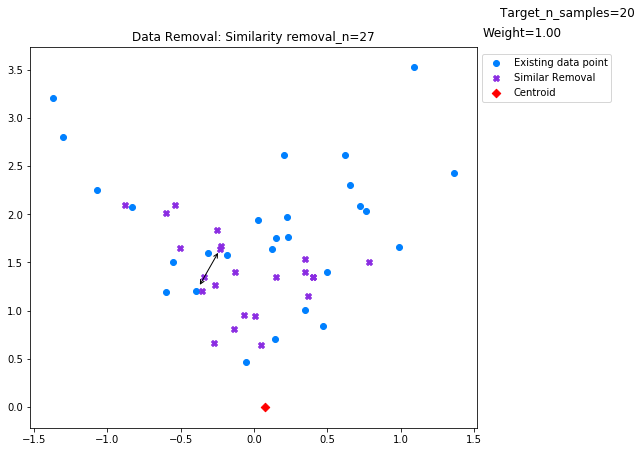 Target_n_samples=20
Weight=1.00
Data Removal: Similarity removal_n=27
Existing data point
Similar Removal
Centroid
3.5
3.0
2.5
2.0
1.5
1.0
0.5
0.0
−1.5 −1.0 −0.5 0.0 0.5 1.0 1.5